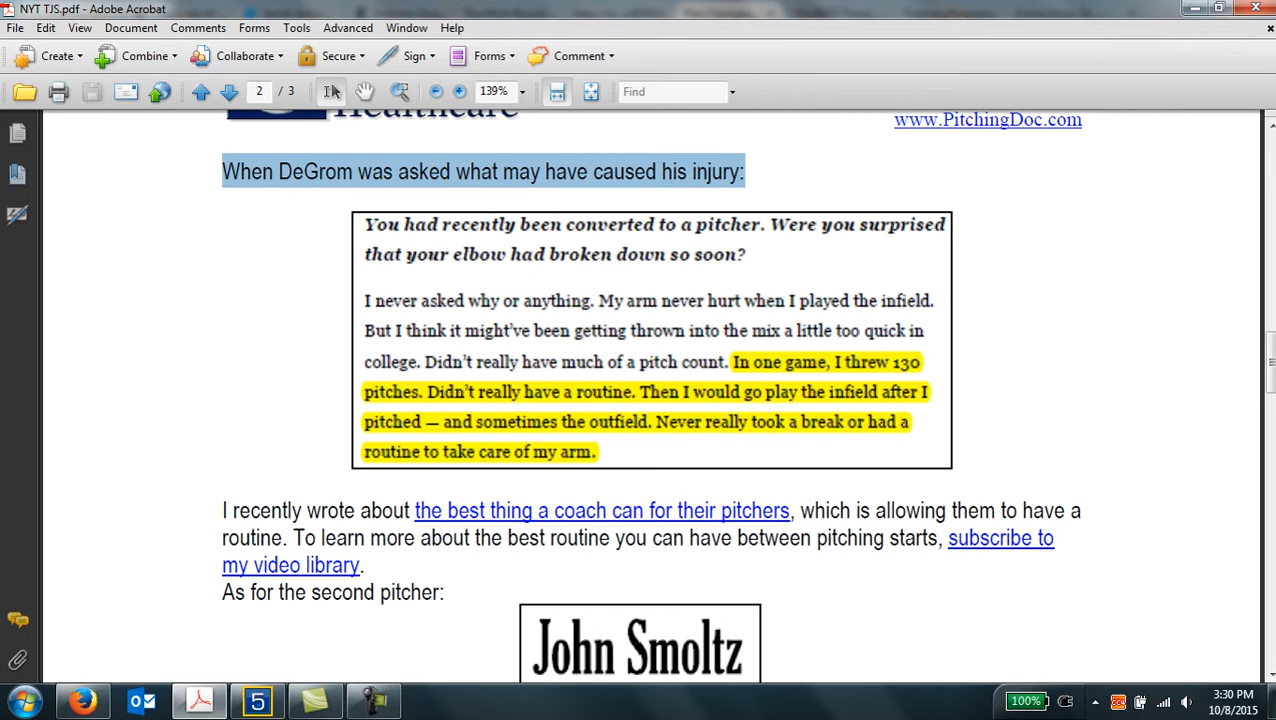 NYT TJS.pdf - Adobe Acrobat
File Edit View Document Comments Forms Tools Advanced Window Help
Create Combine Collaborate Secure Sign Forms Comment
2 / 3 139% Find
Healthcare
www.PitchingDoc.com
When DeGrom was asked what may have caused his injury:
You had recently been converted to a pitcher. Were you surprised
that your elbow had broken down so soon?
I never asked why or anything. My arm never hurt when I played the infield.
But I think it might've been getting thrown into the mix a little too quick in
college. Didn't really have much of a pitch count. In one game, I threw 130
pitches. Didn't really have a routine. Then I would go play the infield after I
pitched — and sometimes the outfield. Never really took a break or had a
routine to take care of my arm.
I recently wrote about the best thing a coach can for their pitchers, which is allowing them to have a
routine. To learn more about the best routine you can have between pitching starts, subscribe to
my video library.
As for the second pitcher:
John Smoltz
5
100%
3:30 PM
10/8/2015